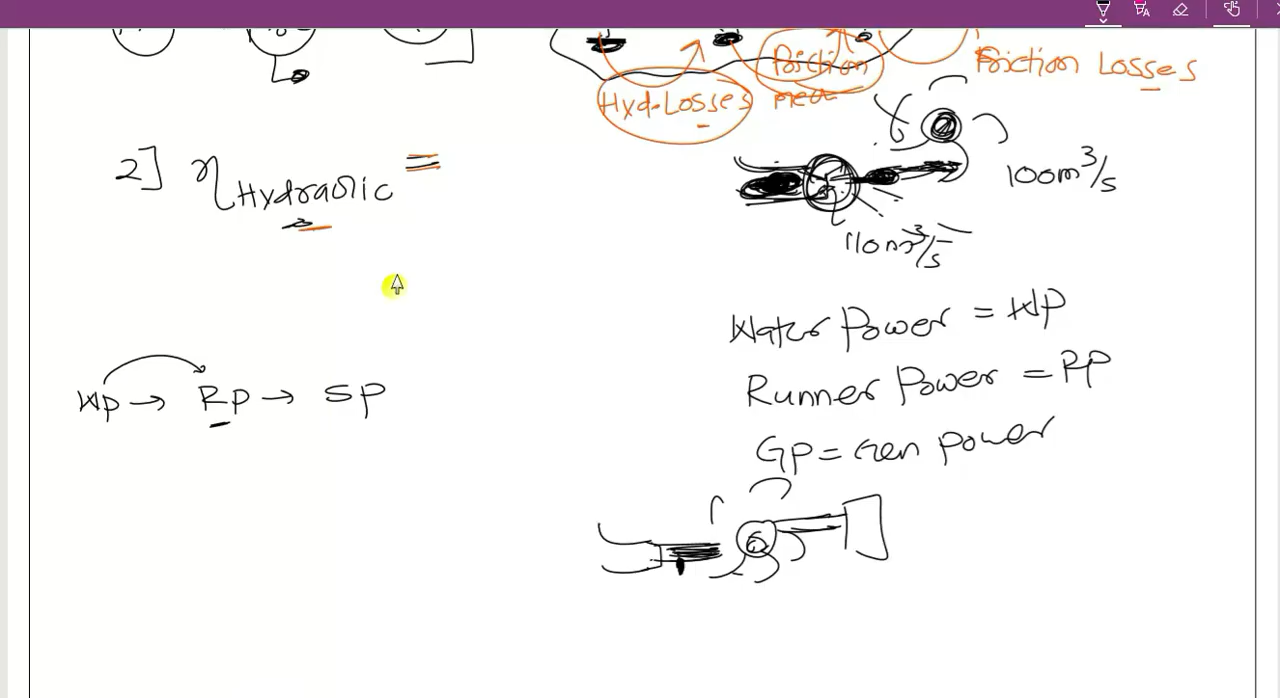 Hyd. Losses
Friction
Friction Losses
2] η Hydraulic =
100m³/s
110m³/s
Water Power = WP
Runner Power = RP
GP = Gen power
WP → RP → SP